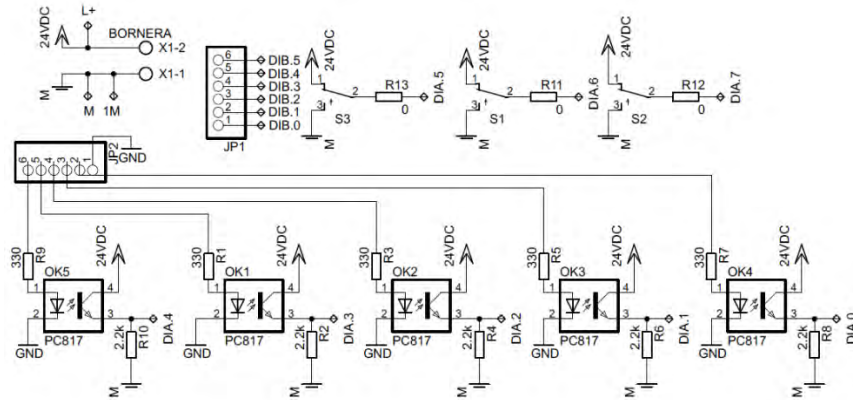 L+
24VDC
BORNERA
X1-2
X1-1
M
M
1M
6
5
4
3
2
1
DIB.5
DIB.4
DIB.3
DIB.2
DIB.1
DIB.0
JP1
24VDC
1
2
3
S3
M
R13
0
DIA.5
24VDC
1
2
3
S1
M
R11
0
DIA.6
24VDC
1
2
3
S2
M
R12
0
DIA.7
6
5
4
3
2
1
JP2
GND
330
R9
24VDC
OK5
1
2
4
3
GND
PC817
2.2k
R10
DIA.4
M
330
R1
24VDC
OK1
1
2
4
3
GND
PC817
2.2k
R2
DIA.3
M
330
R3
24VDC
OK2
1
2
4
3
GND
PC817
2.2k
R4
DIA.2
M
330
R5
24VDC
OK3
1
2
4
3
GND
PC817
2.2k
R6
DIA.1
M
330
R7
24VDC
OK4
1
2
4
3
GND
PC817
2.2k
R8
DIA.0
M